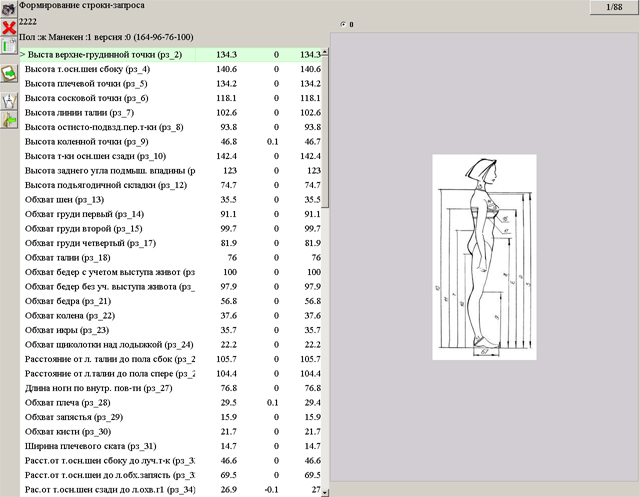 Формирование строки-запроса
1/88
2222
0
Пол :ж Манекен :1 версия :0 (164-96-76-100)
> Выста верхне-грудинной точки (рз_2) 134.3 0 134.3
Высота т.осн.шеи сбоку (рз_4) 140.6 0 140.6
Высота плечевой точки (рз_5) 134.2 0 134.2
Высота сосковой точки (рз_6) 118.1 0 118.1
Высота линии талии (рз_7) 102.6 0 102.6
Высота остисто-подвзд.пер.т-ки (рз_8) 93.8 0 93.8
Высота коленной точки (рз_9) 46.8 0.1 46.7
Высота т-ки осн.шеи сзади (рз_10) 142.4 0 142.4
Высота заднего угла подмыш. впадины (р 123 0 123
Высота подъягодичной складки (рз_12) 74.7 0 74.7
Обхват шеи (рз_13) 35.5 0 35.5
Обхват груди первый (рз_14) 91.1 0 91.1
Обхват груди второй (рз_15) 99.7 0 99.7
Обхват груди четвертый (рз_17) 81.9 0 81.9
Обхват талии (рз_18) 76 0 76
Обхват бедер с учетом выступа живот (рз 100 0 100
Обхват бедер без уч. выступа живота (рз_ 97.9 0 97.9
Обхват бедра (рз_21) 56.8 0 56.8
Обхват колена (рз_22) 37.6 0 37.6
Обхват икры (рз_23) 35.7 0 35.7
Обхват щиколотки над лодыжкой (рз_24) 22.2 0 22.2
Расстояние от л. талии до пола сбок (рз_2 105.7 0 105.7
Расстояние от л.талии до пола спере (рз_2 104.4 0 104.4
Длина ноги по внутр. пов-ти (рз_27) 76.8 0 76.8
Обхват плеча (рз_28) 29.5 0.1 29.4
Обхват запястья (рз_29) 15.9 0 15.9
Обхват кисти (рз_30) 21.7 0 21.7
Ширина плечевого ската (рз_31) 14.7 0 14.7
Расст.от т.осн.шеи сбоку до луч.т-к (рз_3 46.6 0 46.6
Расст.от т.осн.шеи до л.обх.запясть (рз_3 69.5 0 69.5
Рас.от т.осн.шеи сзади до л.охв.г1 (рз_34) 26.9 -0.1 27